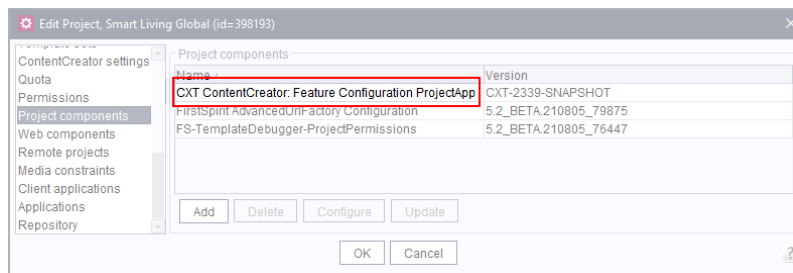 Edit Project, Smart Living Global (id=398193)
Template sets
ContentCreator settings
Quota
Permissions
Project components
Web components
Remote projects
Media constraints
Client applications
Applications
Repository
Project components
Name Version
CXT ContentCreator: Feature Configuration ProjectApp CXT-2339-SNAPSHOT
FirstSpirit AdvancedUrlFactory Configuration 5.2_BETA.210805_79875
FS-TemplateDebugger-ProjectPermissions 5.2_BETA.210805_76447
Add Delete Configure Update
OK Cancel
?